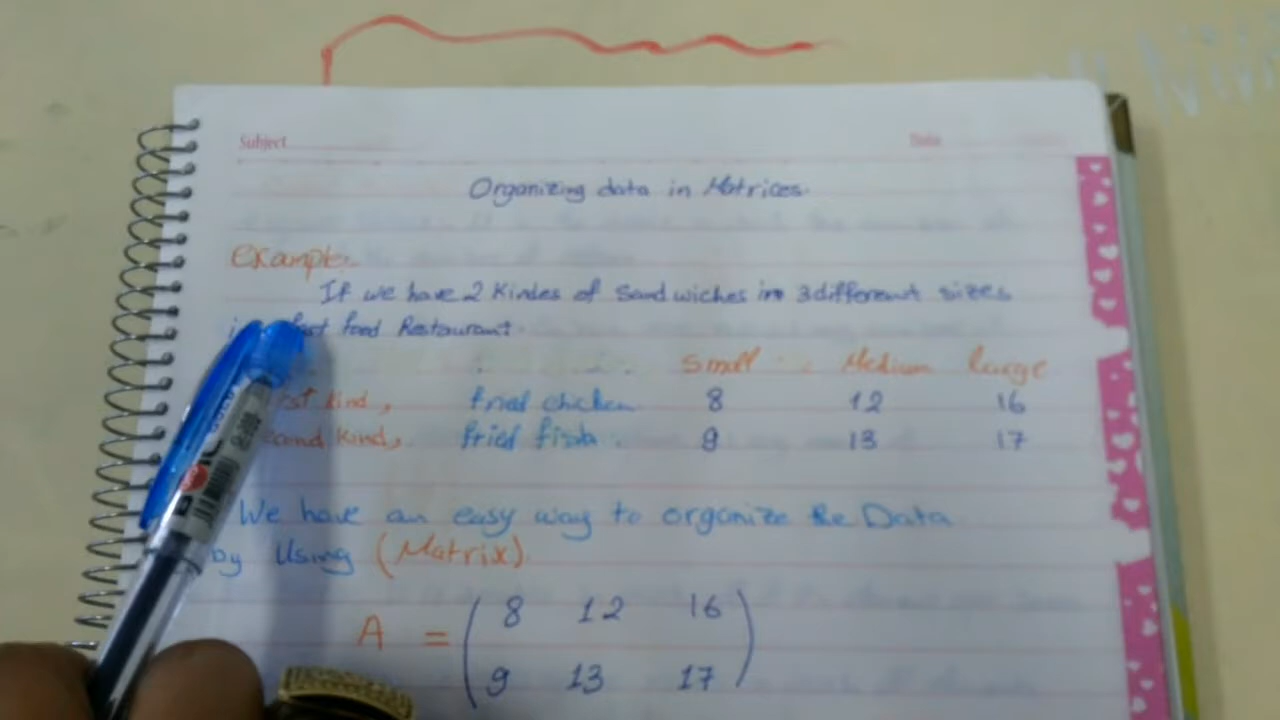 Subject Date
Organizing data in Matrices.
Example:
If we have 2 Kindes of Sandwiches in 3 different sizes
fast food Restaurant.
Small Medium large
Kind, fried chicken 8 12 16
Kind, fried fish. 9 13 17
We have an easy way to organize Data
by Using (Matrix).
A = ( 8 12 16
9 13 17 )